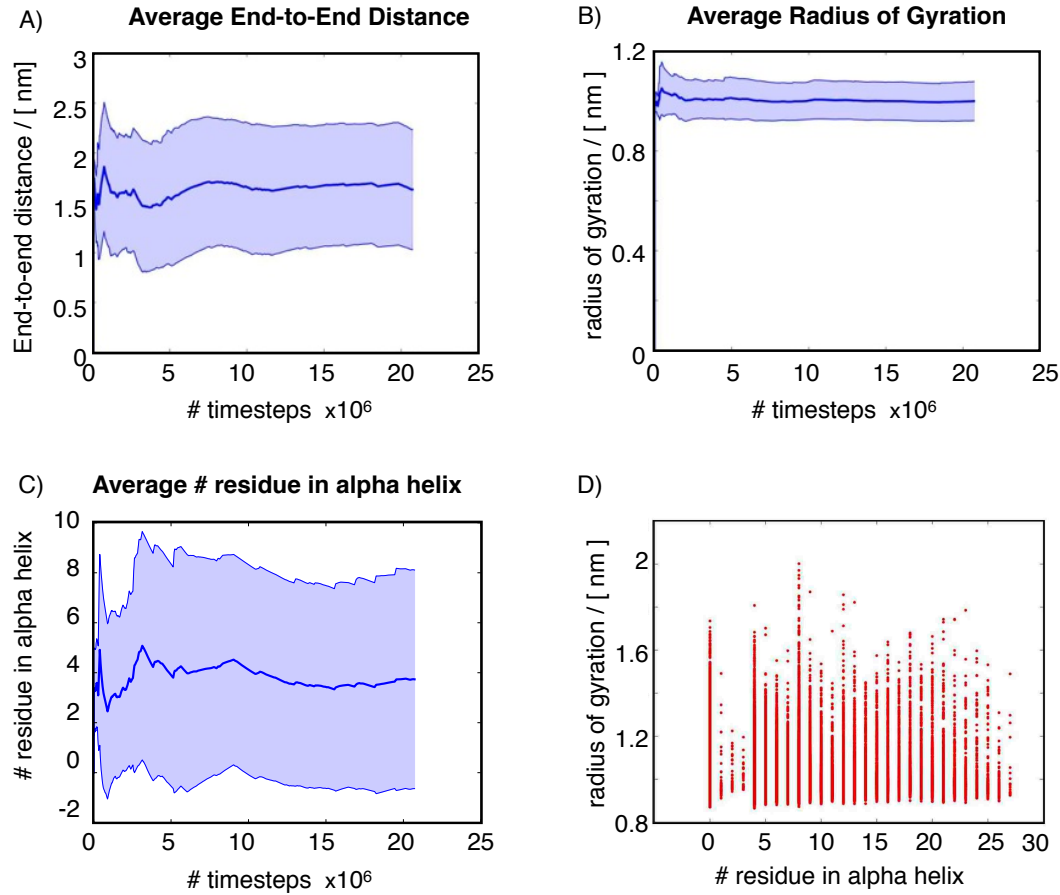 A)
Average End-to-End Distance
End-to-end distance / [ nm]
3
2.5
2
1.5
1
0.5
0
0 5 10 15 20 25
# timesteps x10⁶
B)
Average Radius of Gyration
radius of gyration / [ nm ]
1.2
0.8
0.4
0
0 5 10 15 20 25
# timesteps x10⁶
C)
Average # residue in alpha helix
# residue in alpha helix
10
8
6
4
2
0
-2
0 5 10 15 20 25
# timesteps x10⁶
D)
radius of gyration / [ nm ]
2
1.6
1.2
0.8
0 5 10 15 20 25 30
# residue in alpha helix